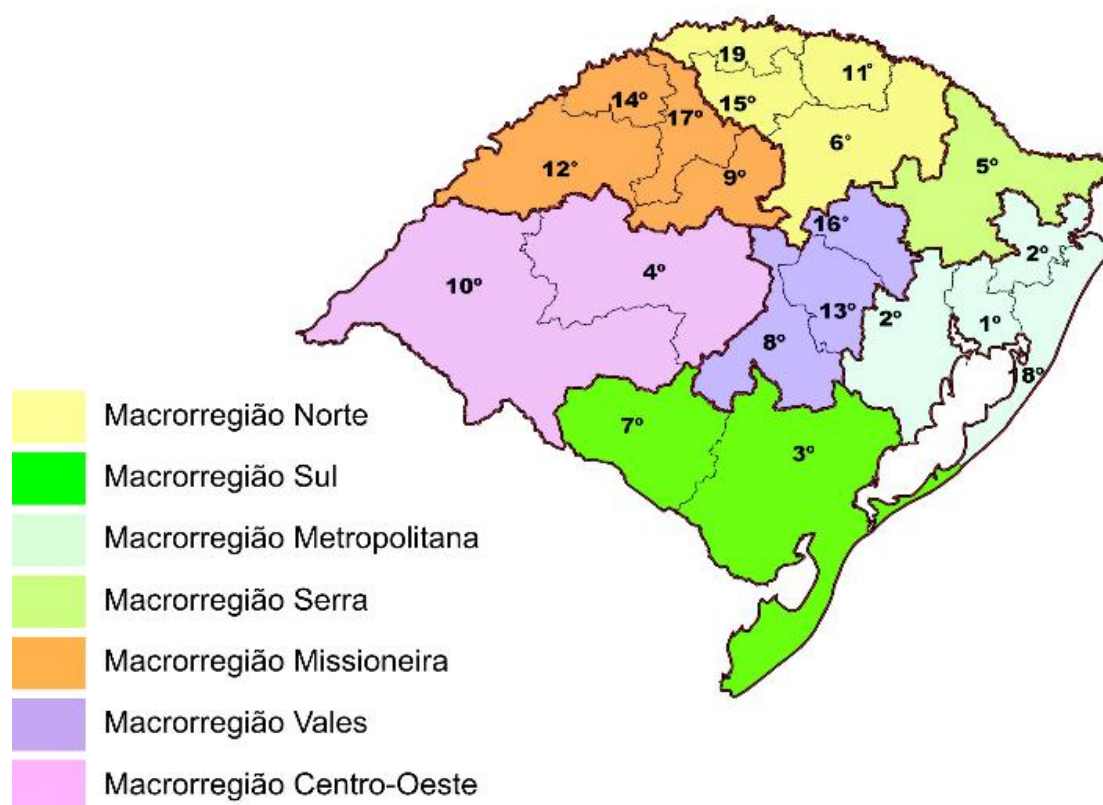 19
11°
14°
15°
17°
6°
12°
9°
5°
16°
2°
4°
10°
13°
2°
1°
8°
18°
7°
3°
Macrorregião Norte
Macrorregião Sul
Macrorregião Metropolitana
Macrorregião Serra
Macrorregião Missioneira
Macrorregião Vales
Macrorregião Centro-Oeste